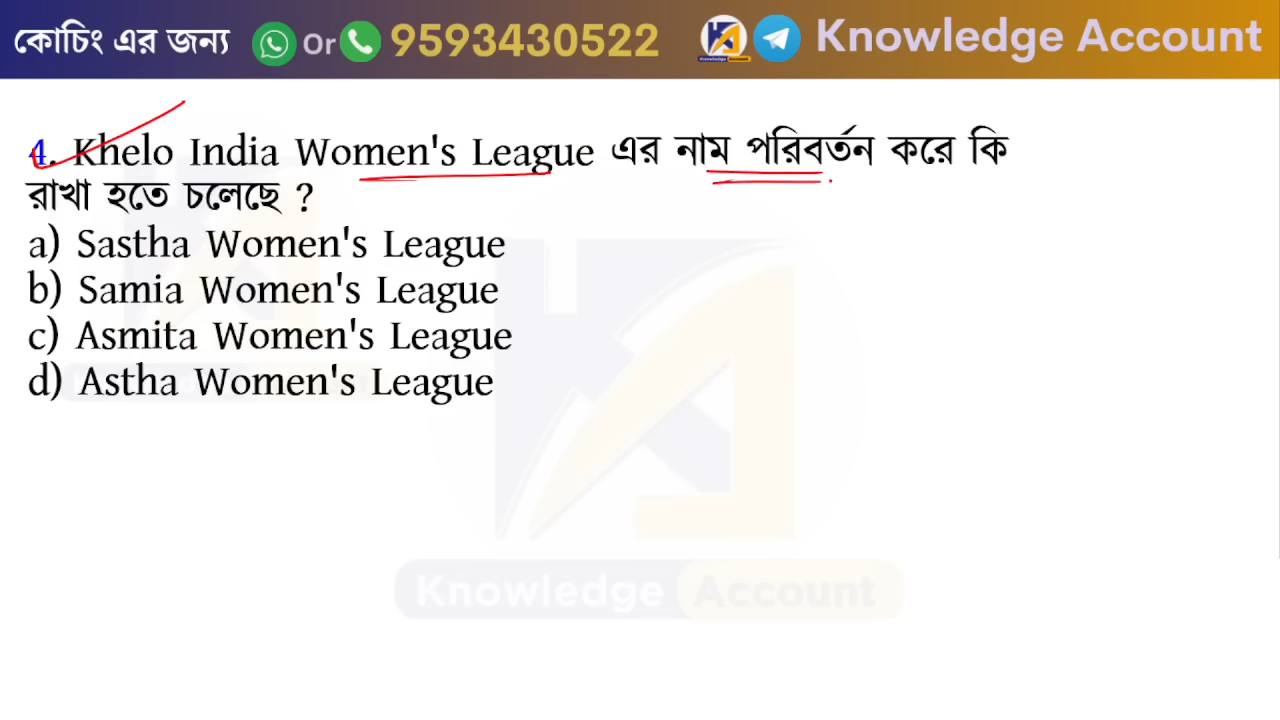 কোচিং এর জন্য Or 9593430522 Knowledge Account
4. Khelo India Women's League এর নাম পরিবর্তন করে কি
রাখা হতে চলেছে ?
a) Sastha Women's League
b) Samia Women's League
c) Asmita Women's League
d) Astha Women's League
Knowledge Account